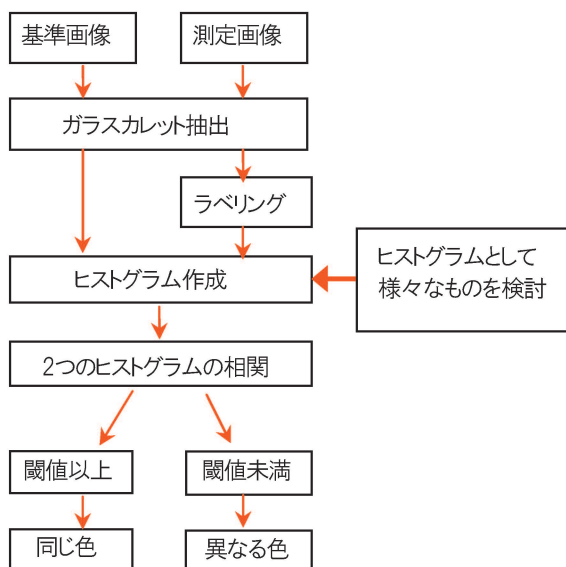 基準画像
測定画像
ガラスカレット抽出
ラベリング
ヒストグラム作成
ヒストグラムとして
様々なものを検討
2つのヒストグラムの相関
閾値以上
閾値未満
同じ色
異なる色